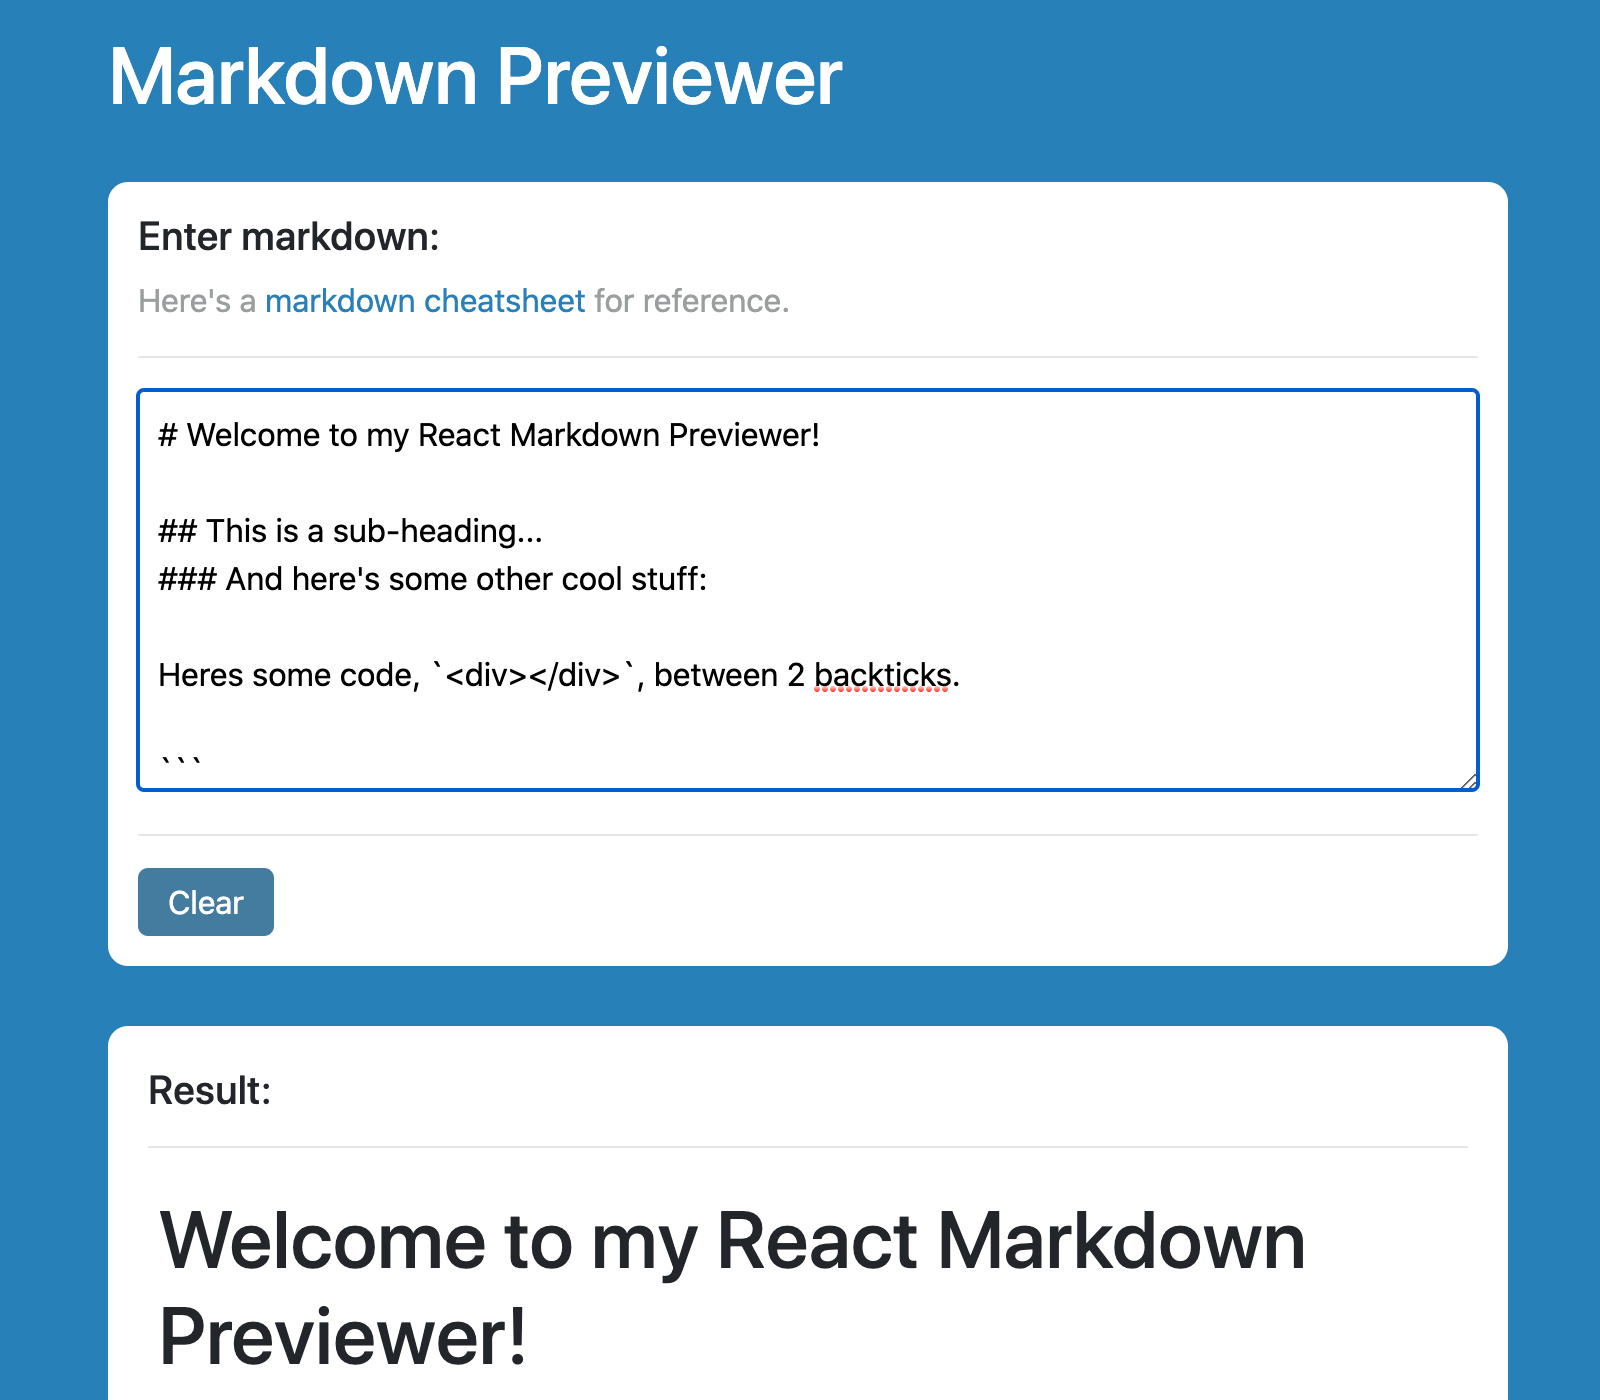 Markdown Previewer
Enter markdown:
Here's a markdown cheatsheet for reference.
# Welcome to my React Markdown Previewer!
## This is a sub-heading...
### And here's some other cool stuff:
Heres some code, `<div></div>`, between 2 backticks.
```
Clear
Result:
Welcome to my React Markdown
Previewer!